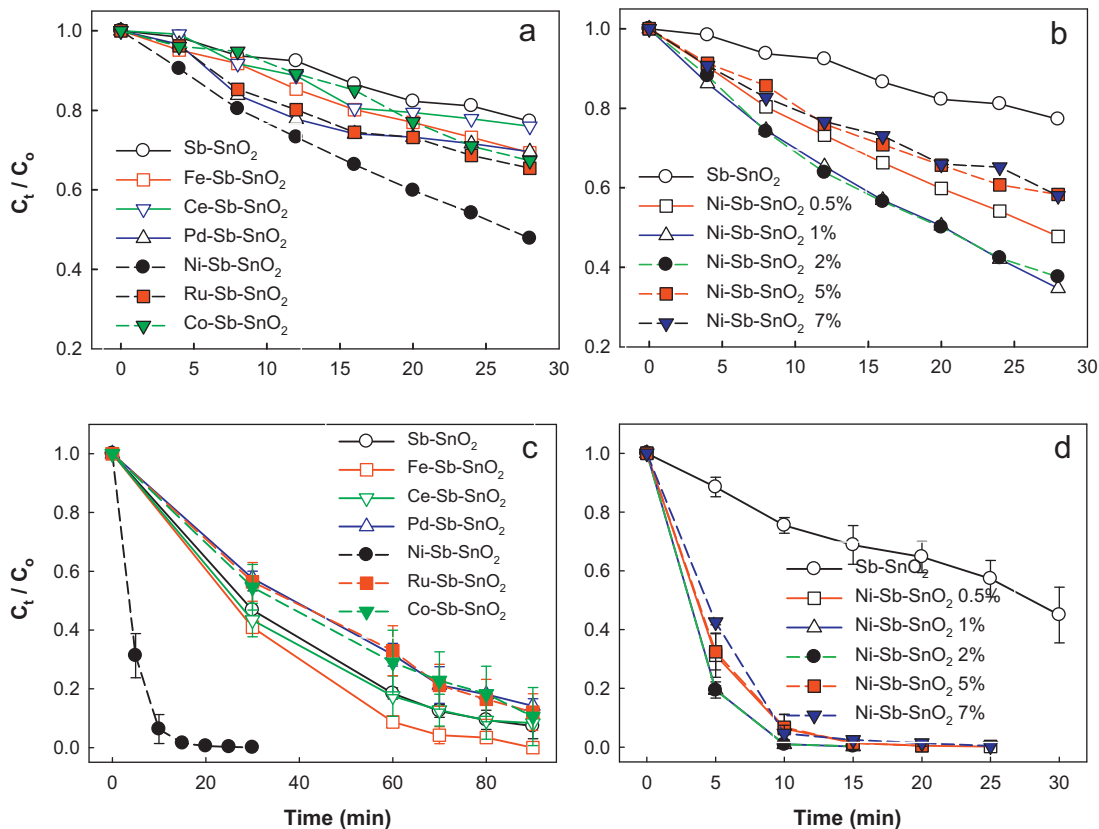 a
1.0
0.8
0.6
0.4
0.2
C_t / C_o
Sb-SnO₂
Fe-Sb-SnO₂
Ce-Sb-SnO₂
Pd-Sb-SnO₂
Ni-Sb-SnO₂
Ru-Sb-SnO₂
Co-Sb-SnO₂
0 5 10 15 20 25 30
b
1.0
0.8
0.6
0.4
0.2
Sb-SnO₂
Ni-Sb-SnO₂ 0.5%
Ni-Sb-SnO₂ 1%
Ni-Sb-SnO₂ 2%
Ni-Sb-SnO₂ 5%
Ni-Sb-SnO₂ 7%
0 5 10 15 20 25 30
c
1.0
0.8
0.6
0.4
0.2
0.0
C_t / C_o
Sb-SnO₂
Fe-Sb-SnO₂
Ce-Sb-SnO₂
Pd-Sb-SnO₂
Ni-Sb-SnO₂
Ru-Sb-SnO₂
Co-Sb-SnO₂
0 20 40 60 80
Time (min)
d
1.0
0.8
0.6
0.4
0.2
0.0
Sb-SnO₂
Ni-Sb-SnO₂ 0.5%
Ni-Sb-SnO₂ 1%
Ni-Sb-SnO₂ 2%
Ni-Sb-SnO₂ 5%
Ni-Sb-SnO₂ 7%
0 5 10 15 20 25 30
Time (min)